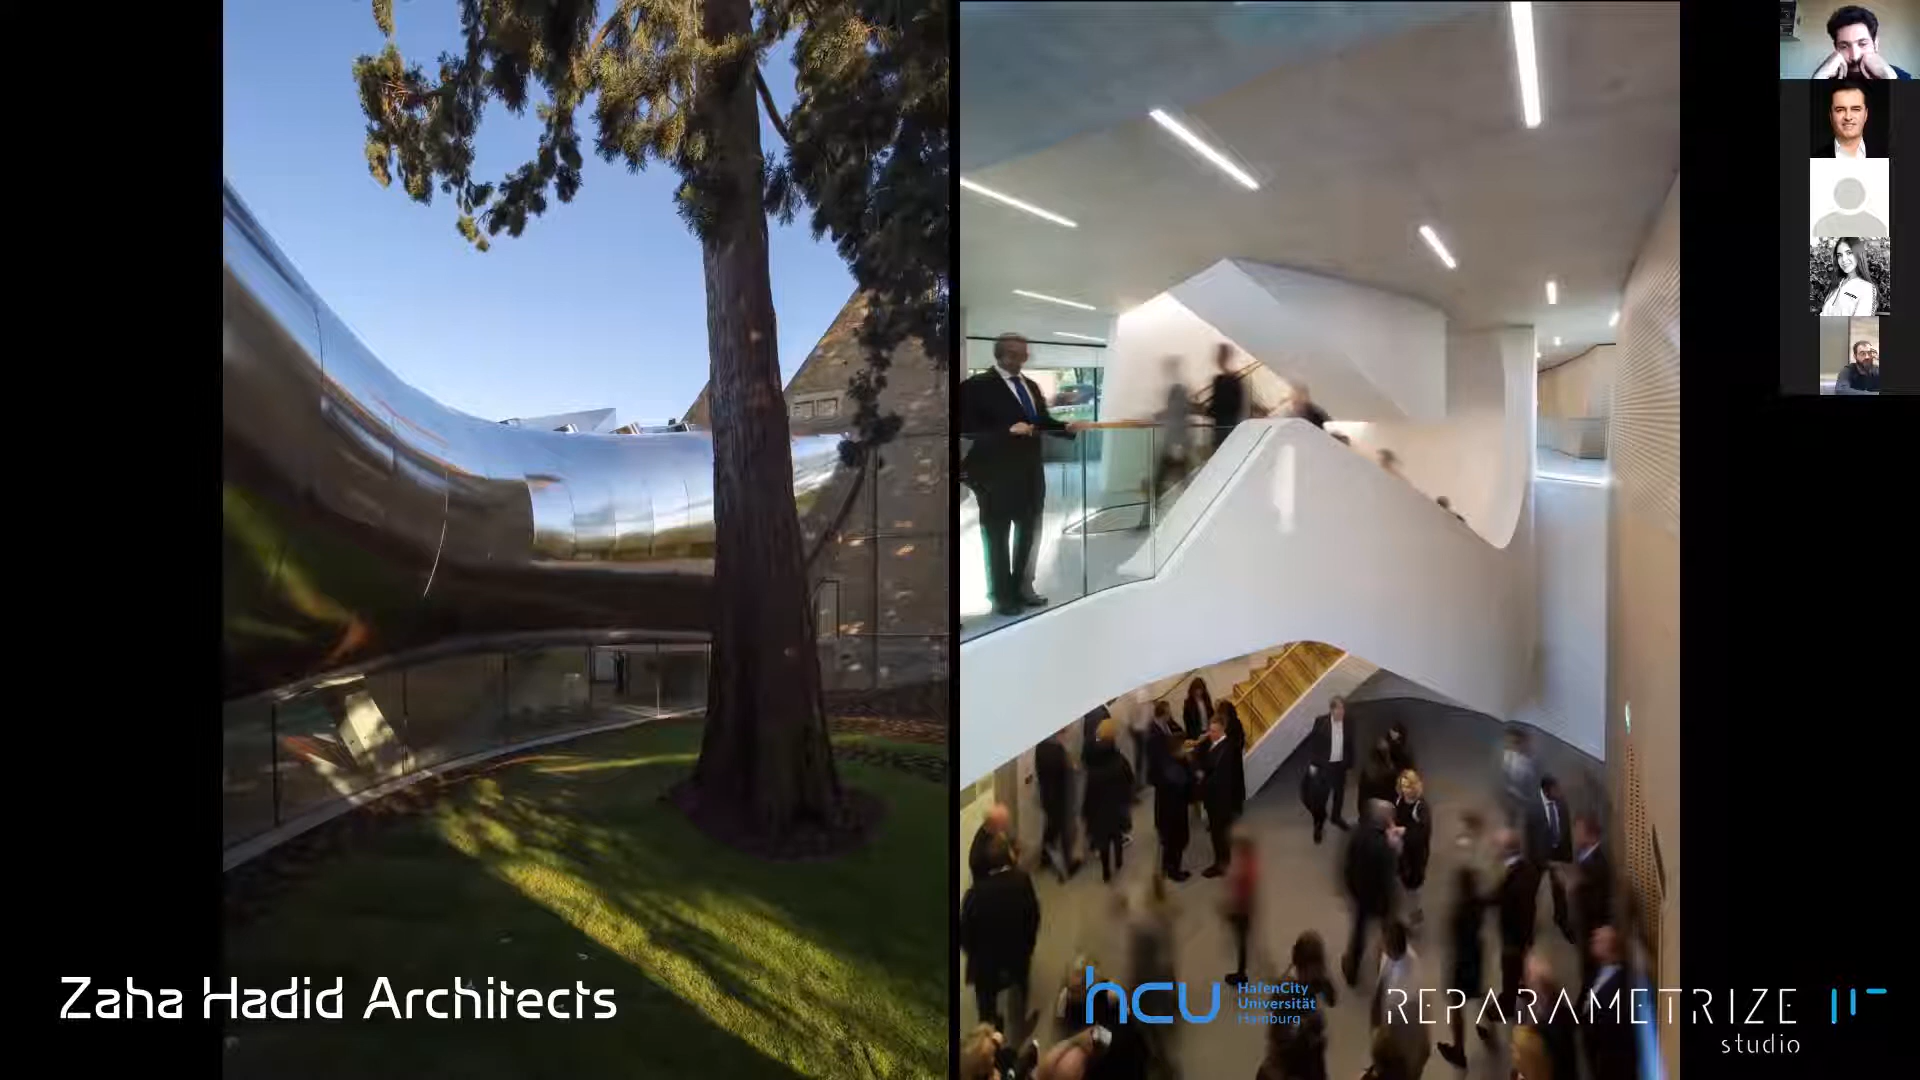 Zaha Hadid Architects
hcu
HafenCity
Universität
Hamburg
REPARAMETRIZE
studio